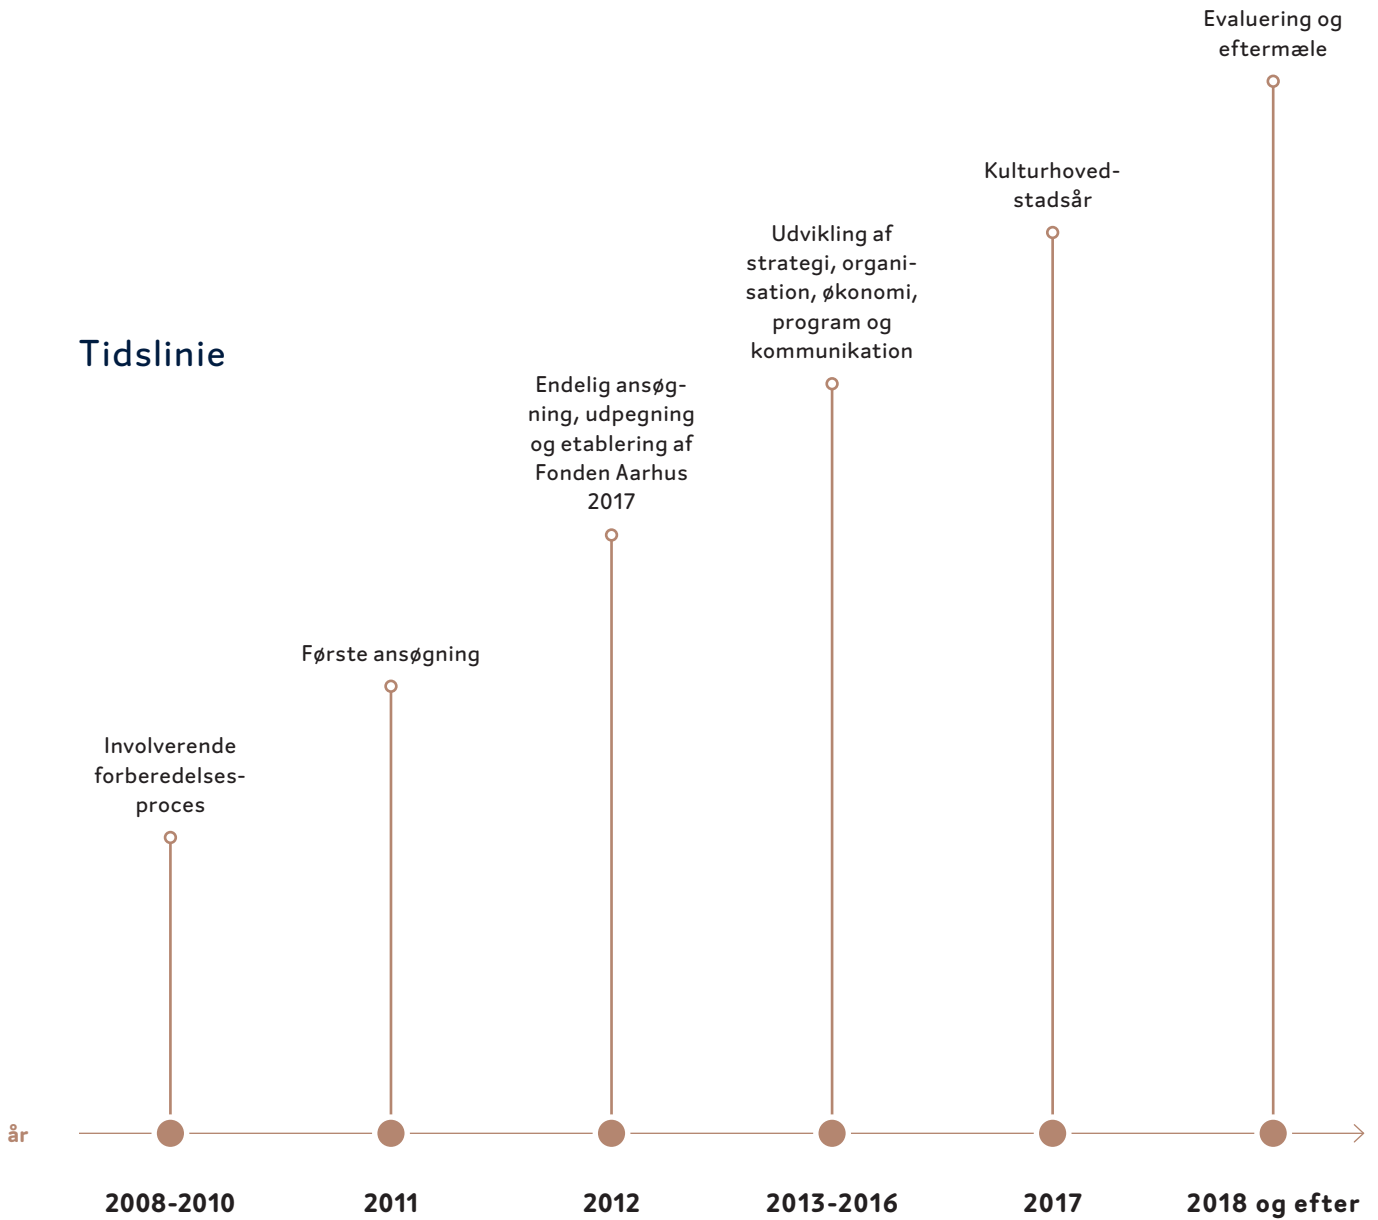 Tidslinie
Involverende
forberedelses-
proces
Første ansøgning
Endelig ansøg-
ning, udpegning
og etablering af
Fonden Aarhus
2017
Udvikling af
strategi, organi-
sation, økonomi,
program og
kommunikation
Kulturhoved-
stadsår
Evaluering og
eftermæle
år
2008-2010
2011
2012
2013-2016
2017
2018 og efter